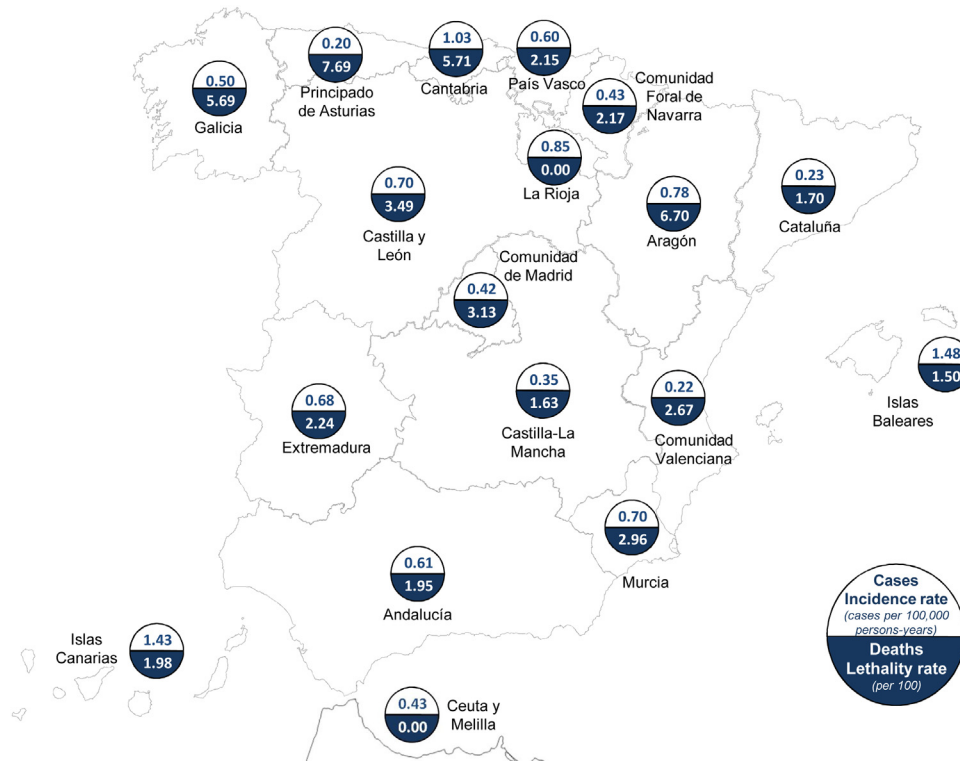 0.50
5.69
Galicia
0.20
7.69
Principado
de Asturias
1.03
5.71
Cantabria
0.60
2.15
País Vasco
Comunidad
Foral de
Navarra
0.43
2.17
0.85
0.00
La Rioja
0.70
3.49
Castilla y
León
0.78
6.70
Aragón
0.23
1.70
Cataluña
Comunidad
de Madrid
0.42
3.13
1.48
1.50
Islas
Baleares
0.68
2.24
Extremadura
0.35
1.63
Castilla-La
Mancha
0.22
2.67
Comunidad
Valenciana
0.70
2.96
Murcia
0.61
1.95
Andalucía
Islas
Canarias
1.43
1.98
0.43
0.00
Ceuta y
Melilla
Cases
Incidence rate
(cases per 100,000
persons-years)
Deaths
Lethality rate
(per 100)